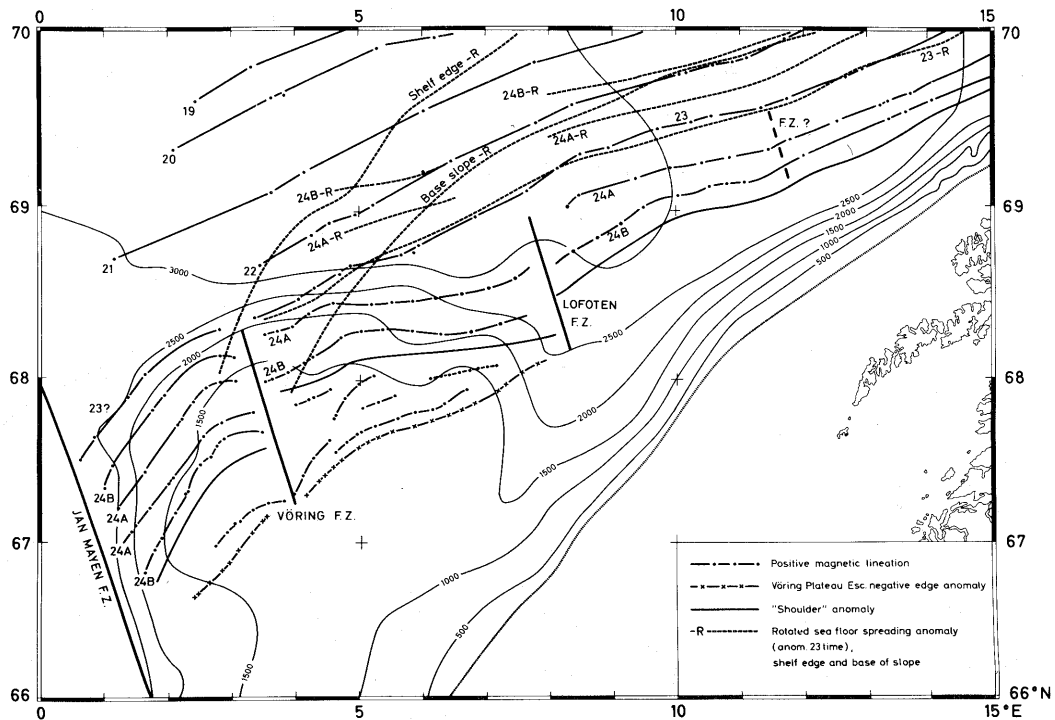 0 5 10 15
70 70
Shelf edge -R
23 -R
19
24B-R
23
F.Z. ?
20
24A-R
Base slope -R
24B-R
24A
69 69
24A-R
24B
2500
2000
1500
1000
500
21
22
3000
LOFOTEN
F.Z.
2500
24A
2500
2000
24B
68 68
1500
2000
23?
1500
24B
24A
VÖRING F.Z.
67 67
24A
JAN MAYEN F.Z.
24B
1000
500
1500
Positive magnetic lineation
Vöring Plateau Esc. negative edge anomaly
"Shoulder" anomaly
-R Rotated sea floor spreading anomaly
(anom. 23 time),
shelf edge and base of slope
66 66°N
0 5 10 15
°E